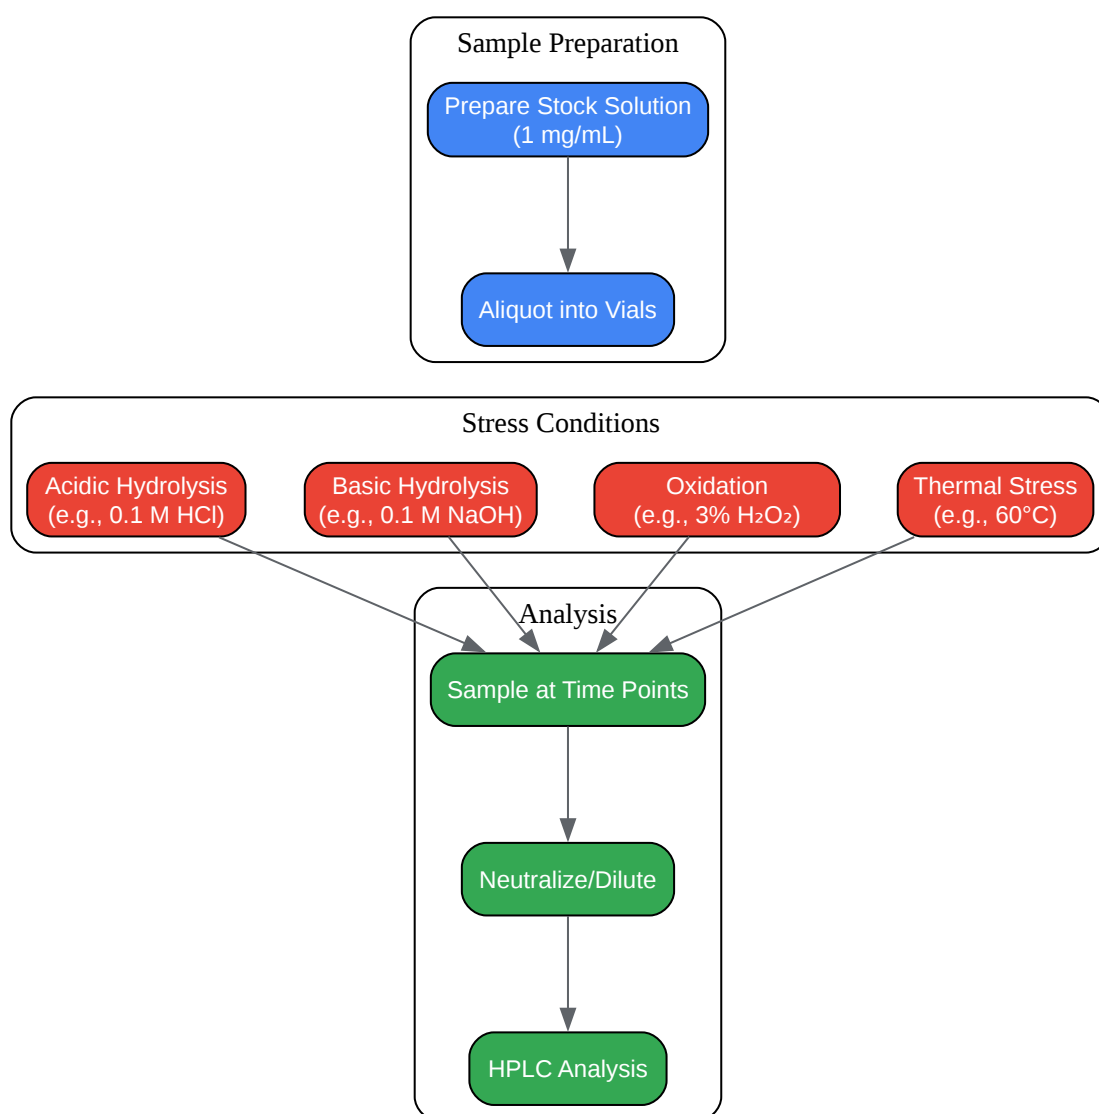 Sample Preparation
Prepare Stock Solution
(1 mg/mL)
Aliquot into Vials
Stress Conditions
Acidic Hydrolysis
(e.g., 0.1 M HCl)
Basic Hydrolysis
(e.g., 0.1 M NaOH)
Oxidation
(e.g., 3% H₂O₂)
Thermal Stress
(e.g., 60°C)
Analysis
Sample at Time Points
Neutralize/Dilute
HPLC Analysis